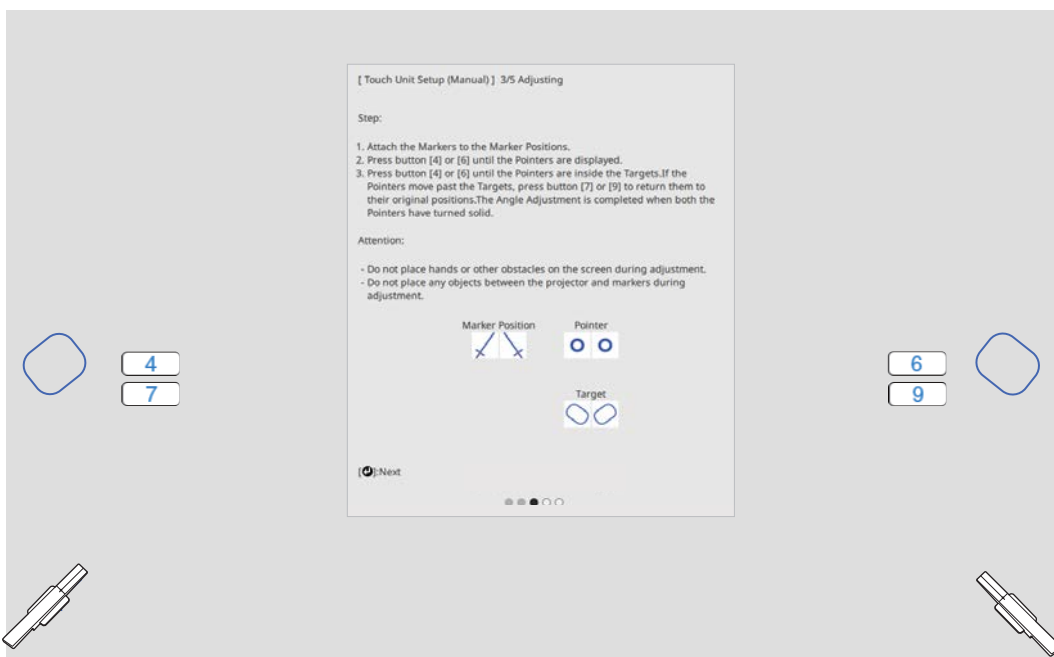 [ Touch Unit Setup (Manual) ]  3/5 Adjusting
Step:
1. Attach the Markers to the Marker Positions.
2. Press button [4] or [6] until the Pointers are displayed.
3. Press button [4] or [6] until the Pointers are inside the Targets.If the
Pointers move past the Targets, press button [7] or [9] to return them to
their original positions.The Angle Adjustment is completed when both the
Pointers have turned solid.
Attention:
- Do not place hands or other obstacles on the screen during adjustment.
- Do not place any objects between the projector and markers during
adjustment.
Marker Position
Pointer
4
6
7
9
Target
[⏎]:Next